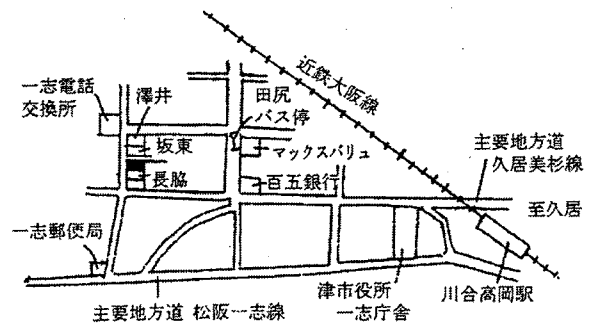 近鉄大阪線
一志電話
交換所
澤井
田尻
バス停
坂東
マックスバリュ
主要地方道
久居美杉線
長脇
百五銀行
至久居
一志郵便局
津市役所
一志庁舎
川合高岡駅
主要地方道 松阪一志線